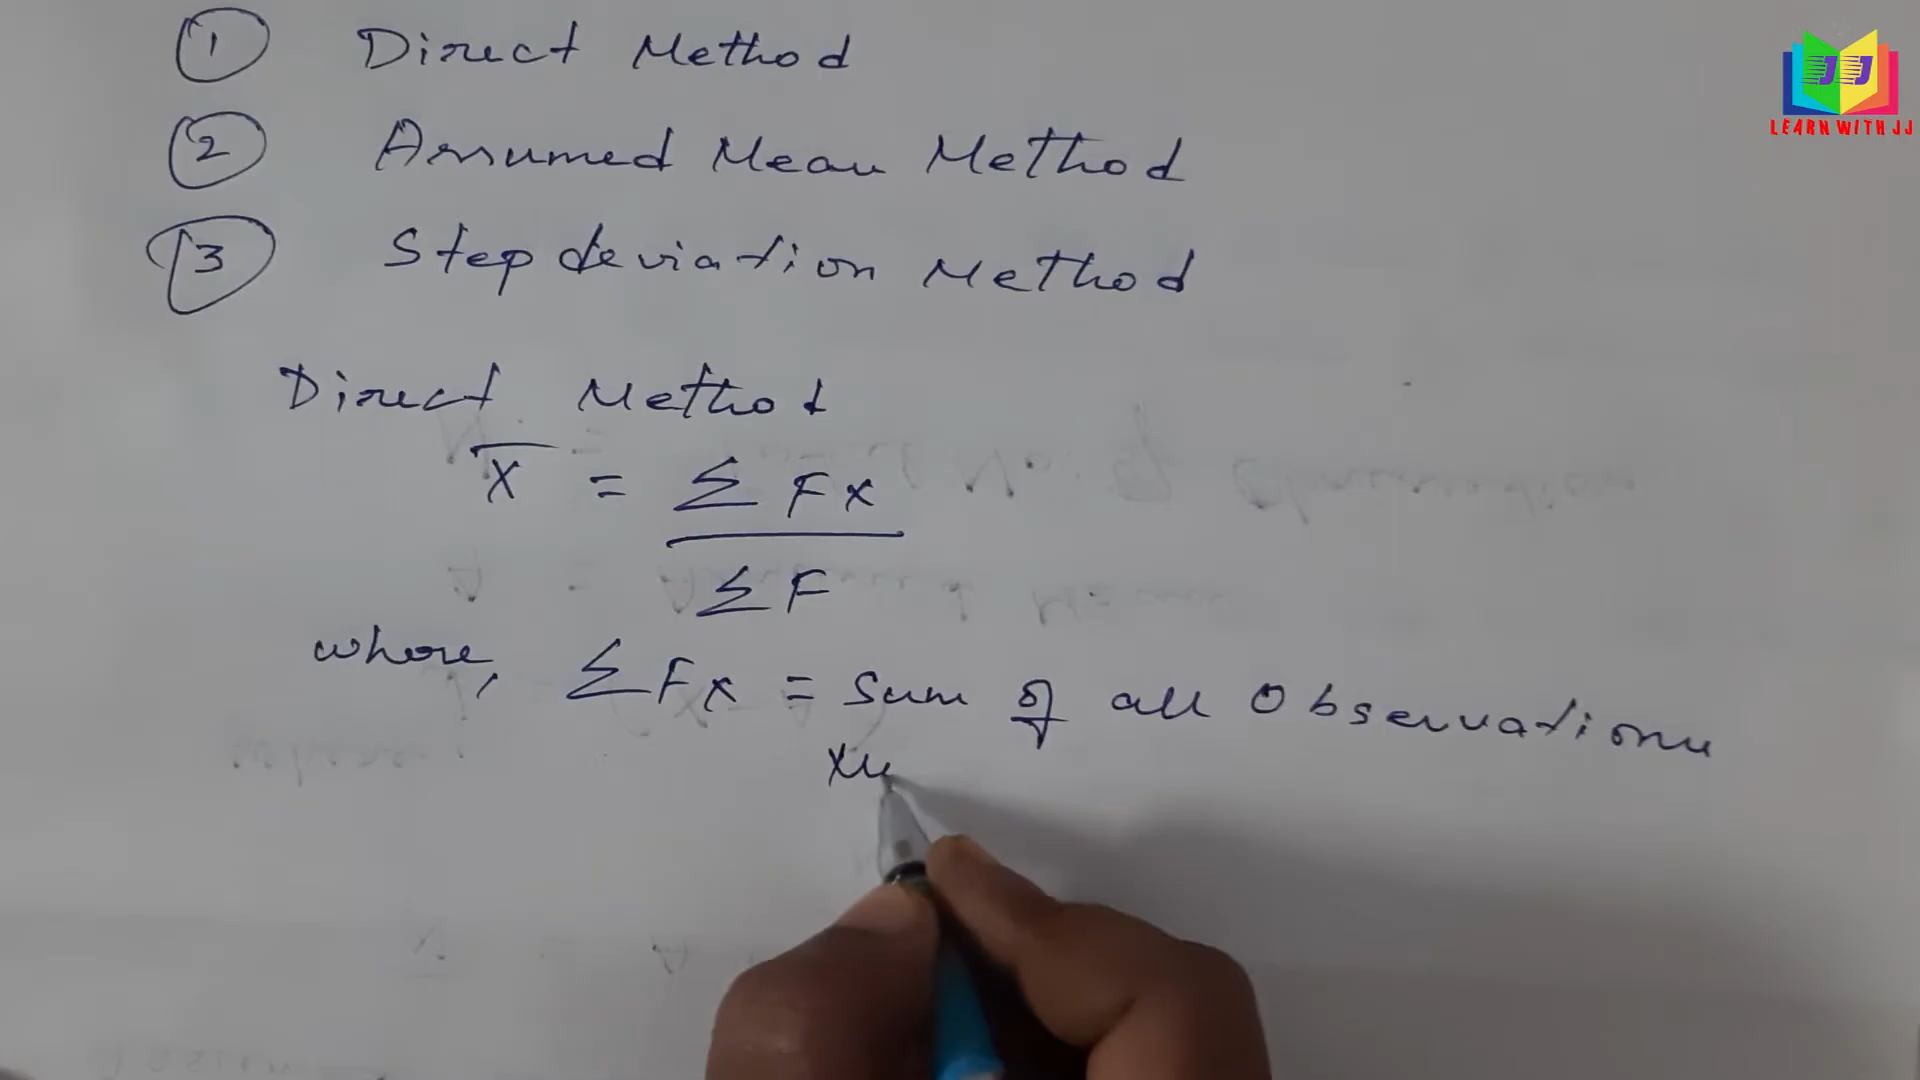 1 Direct Method
2 Assumed Mean Method
3 Step deviation Method
Direct Method
X̄ = ΣFx
ΣF
where, ΣFx = Sum of all Observations
LEARN WITH JJ